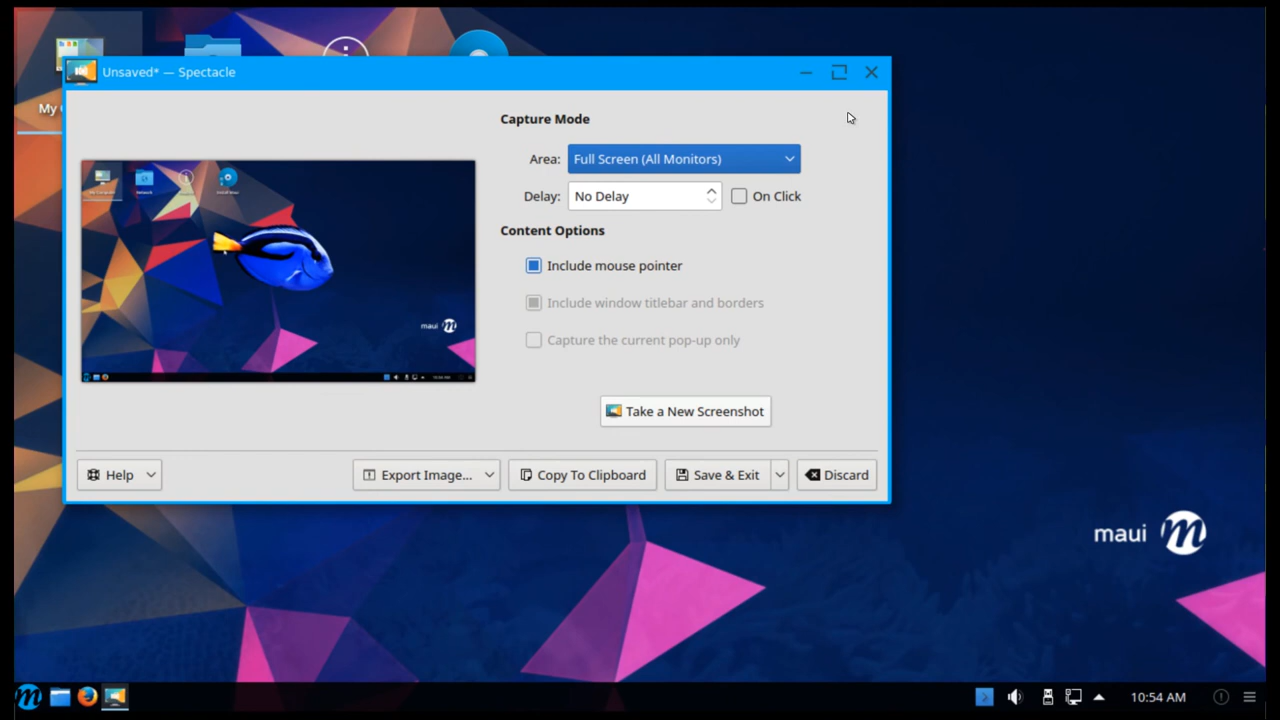 Unsaved* — Spectacle
My
Capture Mode
Area: Full Screen (All Monitors)
Delay: No Delay On Click
Content Options
Include mouse pointer
Include window titlebar and borders
Capture the current pop-up only
maui m
Take a New Screenshot
Help Export Image... Copy To Clipboard Save & Exit Discard
maui m
m 10:54 AM